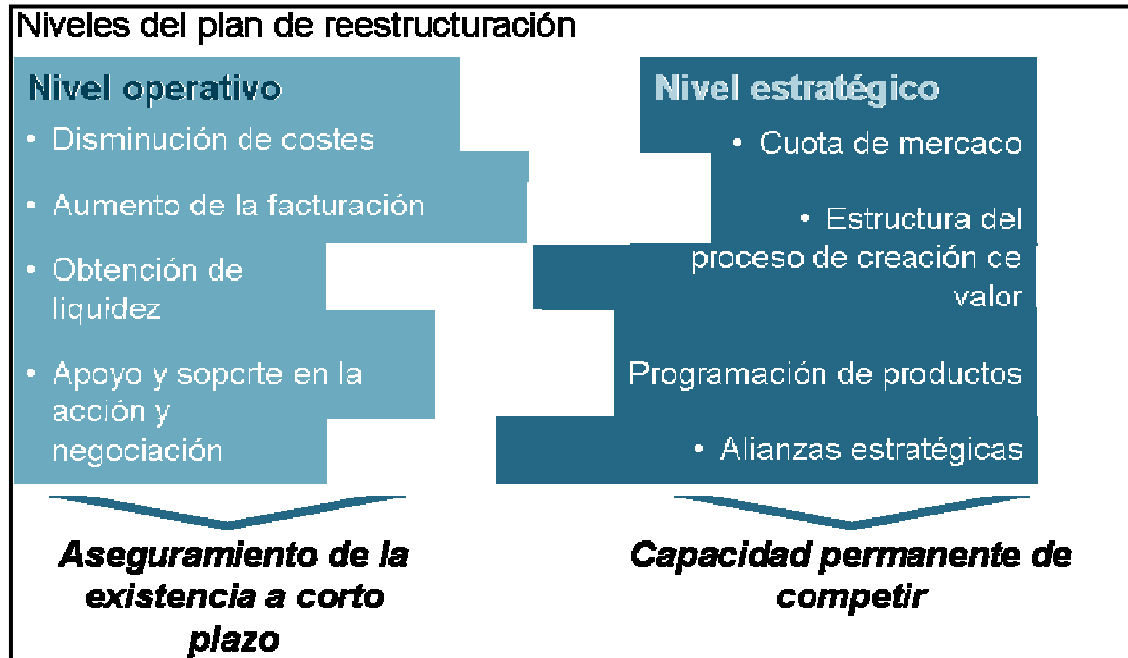 Niveles del plan de reestructuración
Nivel operativo
• Disminución de costes
• Aumento de la facturación
• Obtención de
liquidez
• Apoyo y soporte en la
acción y
negociación
Aseguramiento de la
existencia a corto
plazo
Nivel estratégico
• Cuota de mercaco
• Estructura del
proceso de creación ce
valor
Programación de productos
• Alianzas estratégicas
Capacidad permanente de
competir